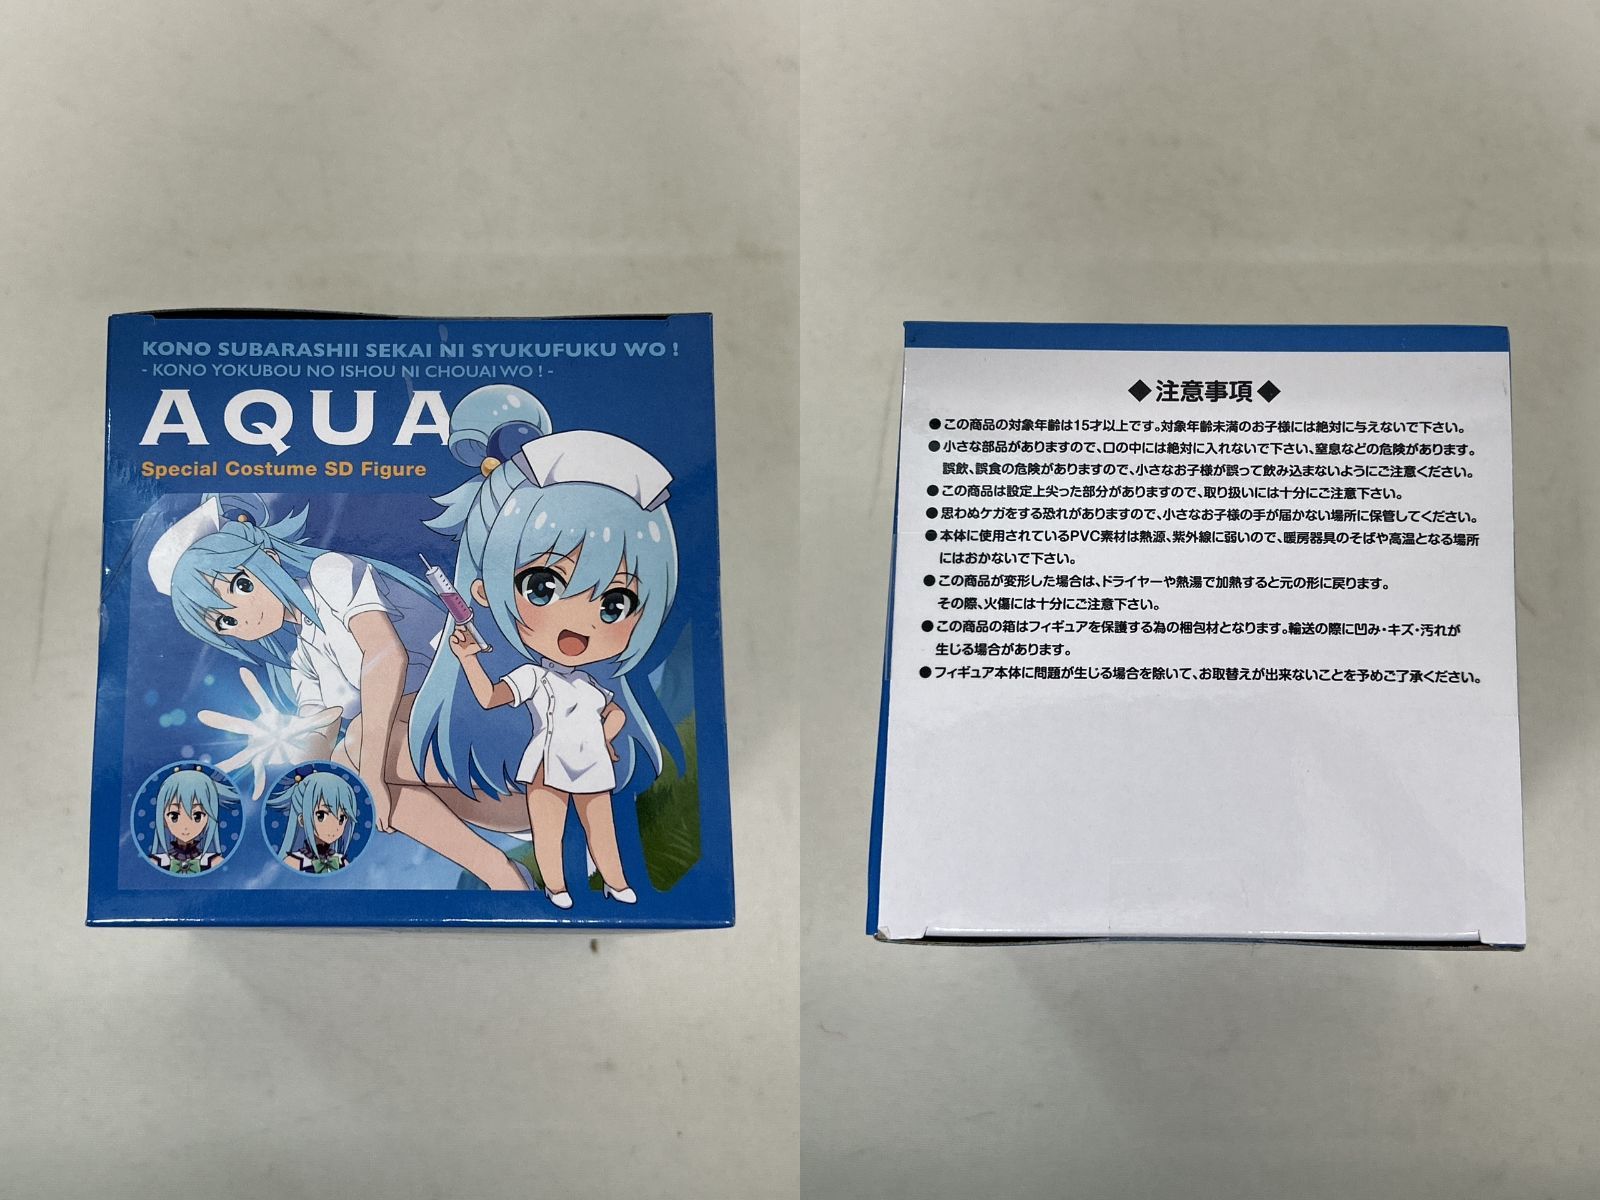 KONO SUBARASHII SEKAI NI SYUKUFUKU WO !
- KONO YOKUBOU NO ISHOU NI CHOUAI WO ! -
AQUA
Special Costume SD Figure
◆注意事項◆
●この商品の対象年齢は15才以上です。対象年齢未満のお子様には絶対に与えないで下さい。
●小さな部品がありますので、口の中には絶対に入れないで下さい、窒息などの危険があります。
誤飲、誤食の危険がありますので、小さなお子様が誤って飲み込まないようにご注意ください。
●この商品は設定上尖った部分がありますので、取り扱いには十分にご注意下さい。
●思わぬケガをする恐れがありますので、小さなお子様の手が届かない場所に保管してください。
●本体に使用されているPVC素材は熱源、紫外線に弱いので、暖房器具のそばや高温となる場所
にはおかないで下さい。
●この商品が変形した場合は、ドライヤーや熱湯で加熱すると元の形に戻ります。
その際、火傷には十分にご注意下さい。
●この商品の箱はフィギュアを保護する為の梱包材となります。輸送の際に凹み・キズ・汚れが
生じる場合があります。
●フィギュア本体に問題が生じる場合を除いて、お取替えが出来ないことを予めご了承ください。